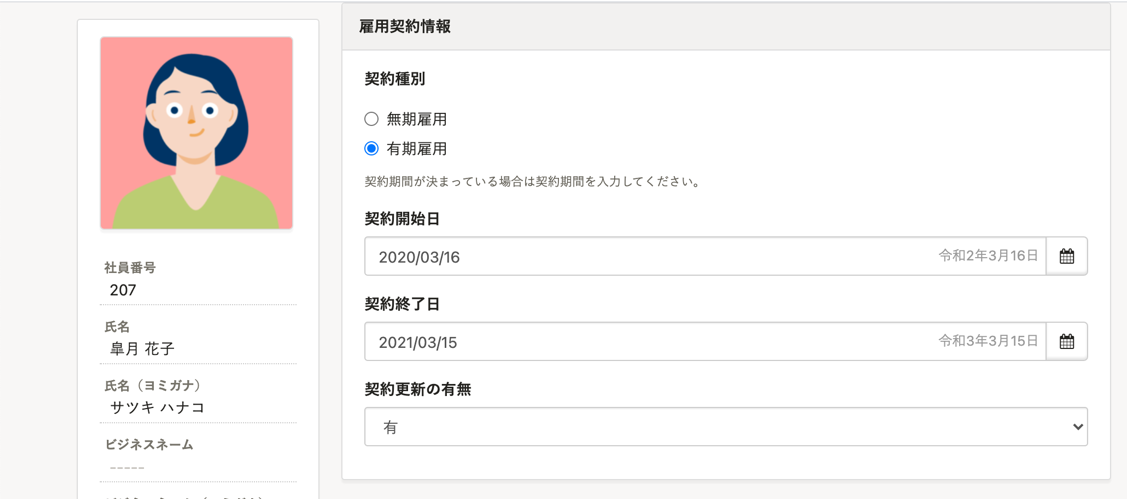 社員番号
207
氏名
皐月 花子
氏名（ヨミガナ）
サツキ ハナコ
ビジネスネーム
-----
雇用契約情報
契約種別
無期雇用
有期雇用
契約期間が決まっている場合は契約期間を入力してください。
契約開始日
2020/03/16 令和2年3月16日
契約終了日
2021/03/15 令和3年3月15日
契約更新の有無
有